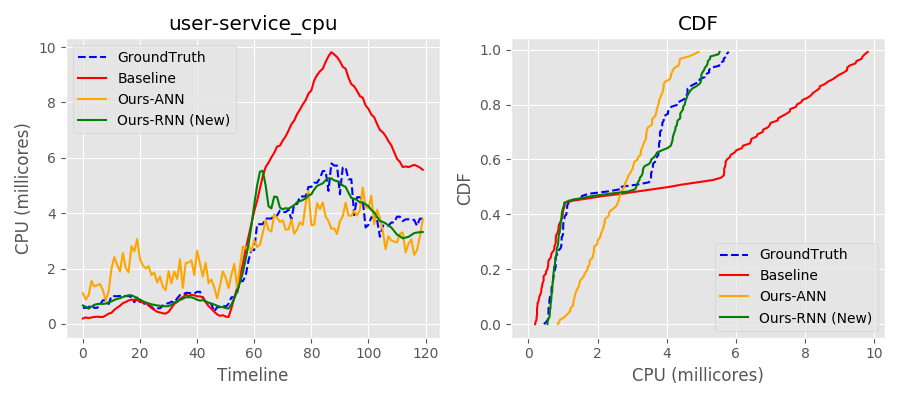 user-service_cpu
GroundTruth
Baseline
Ours-ANN
Ours-RNN (New)
CPU (millicores)
10
8
6
4
2
0
0 20 40 60 80 100 120
Timeline
CDF
CDF
1.0
0.8
0.6
0.4
0.2
0.0
GroundTruth
Baseline
Ours-ANN
Ours-RNN (New)
0 2 4 6 8 10
CPU (millicores)